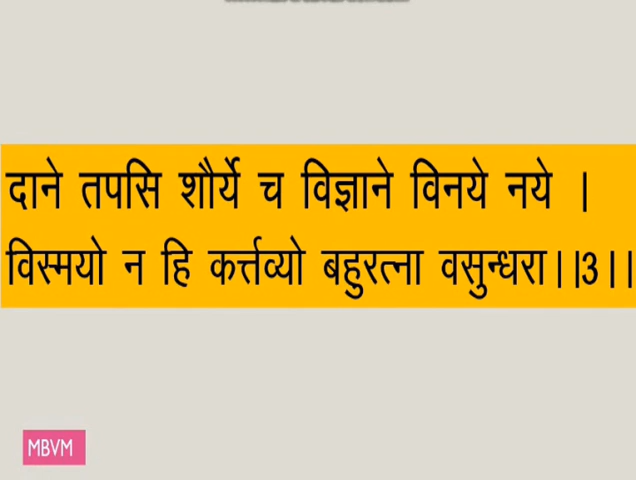 दाने तपसि शौर्ये च विज्ञाने विनये नये ।
विस्मयो न हि कर्त्तव्यो बहुरत्ना वसुन्धरा।।3।।
MBVM